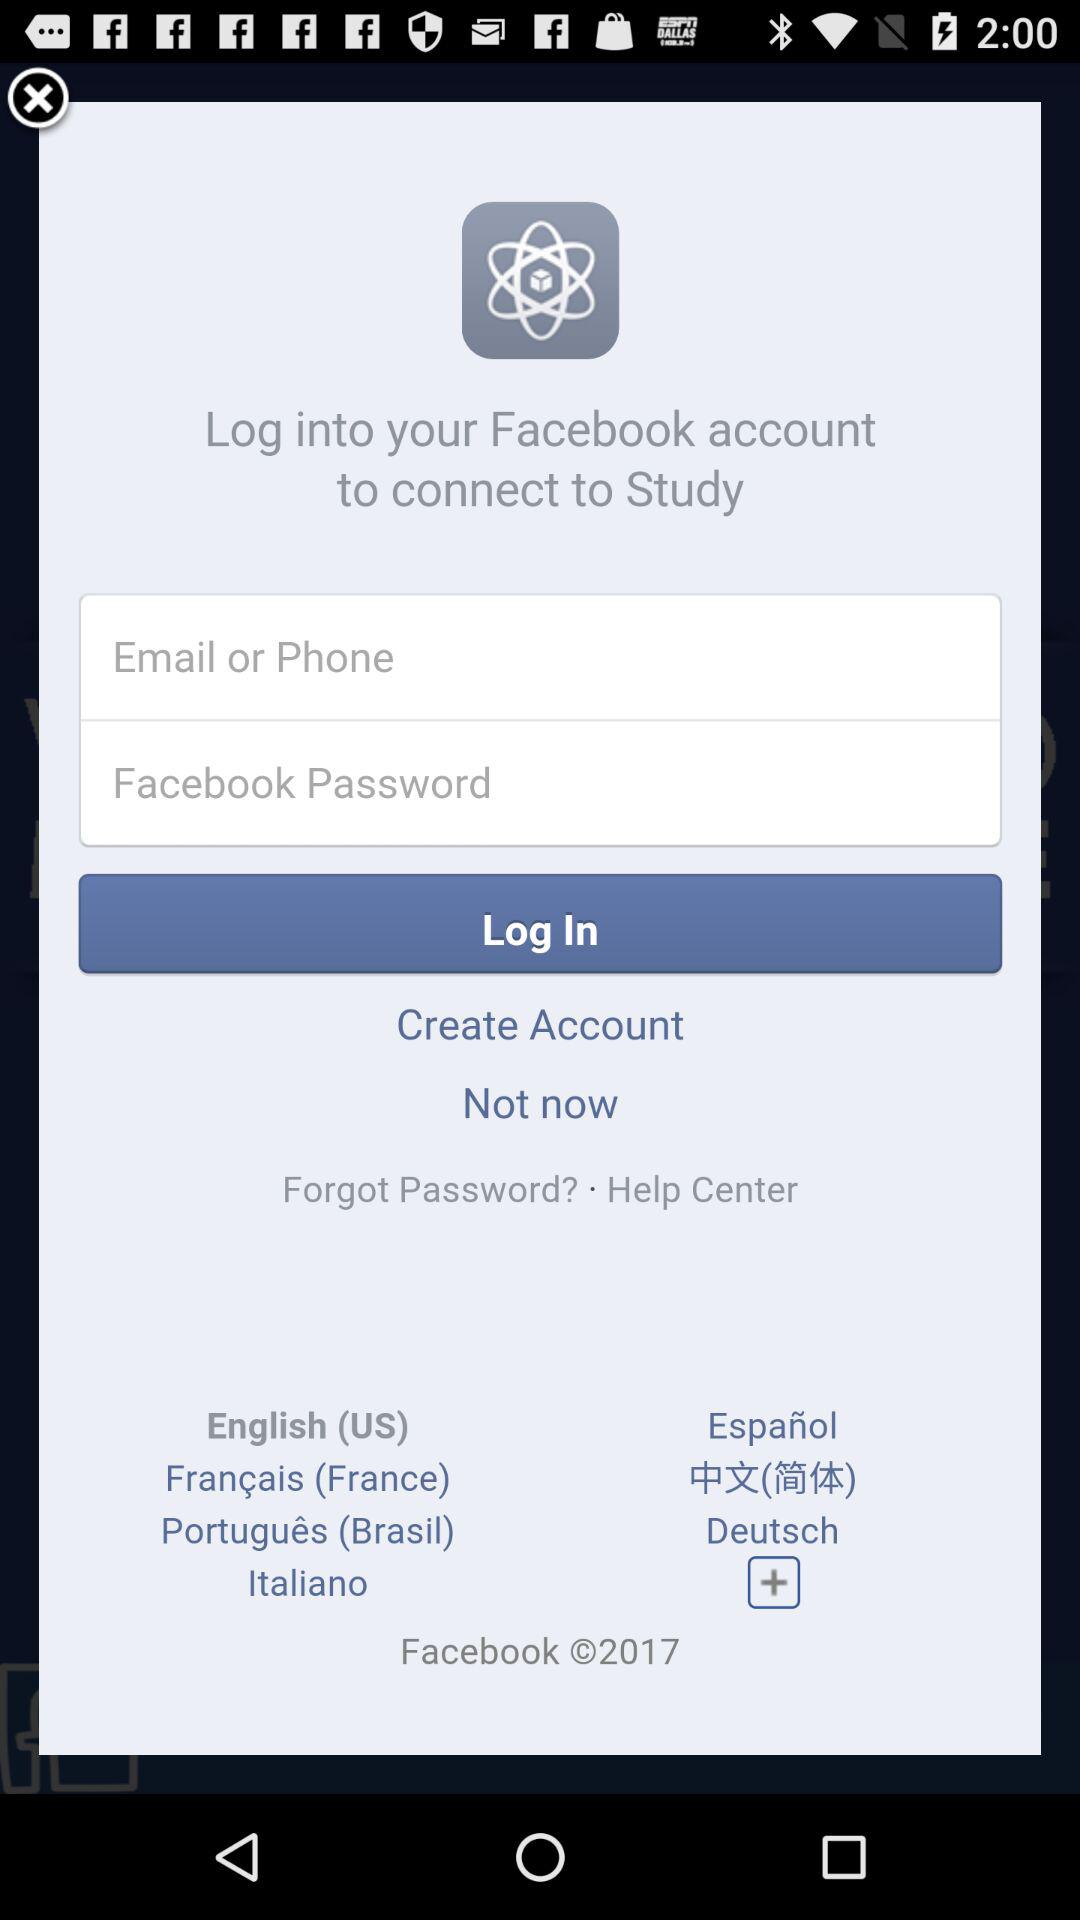 ESPN
DALLAS
2:00
Log into your Facebook account
to connect to Study
Email or Phone
Facebook Password
Log In
Create Account
Not now
Forgot Password? · Help Center
English (US)
Español
Français (France)
中文(简体)
Português (Brasil)
Deutsch
Italiano
Facebook ©2017